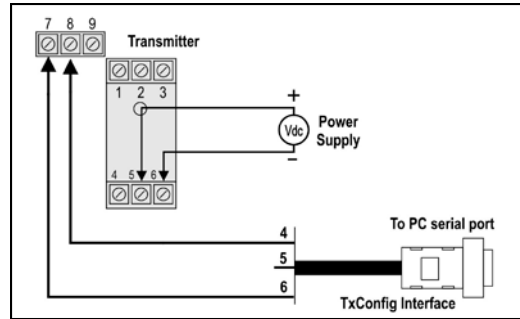 7 8 9
Transmitter
1 2 3
+
Vdc
Power
Supply
–
4 5 6
4
5
6
To PC serial port
TxConfig Interface